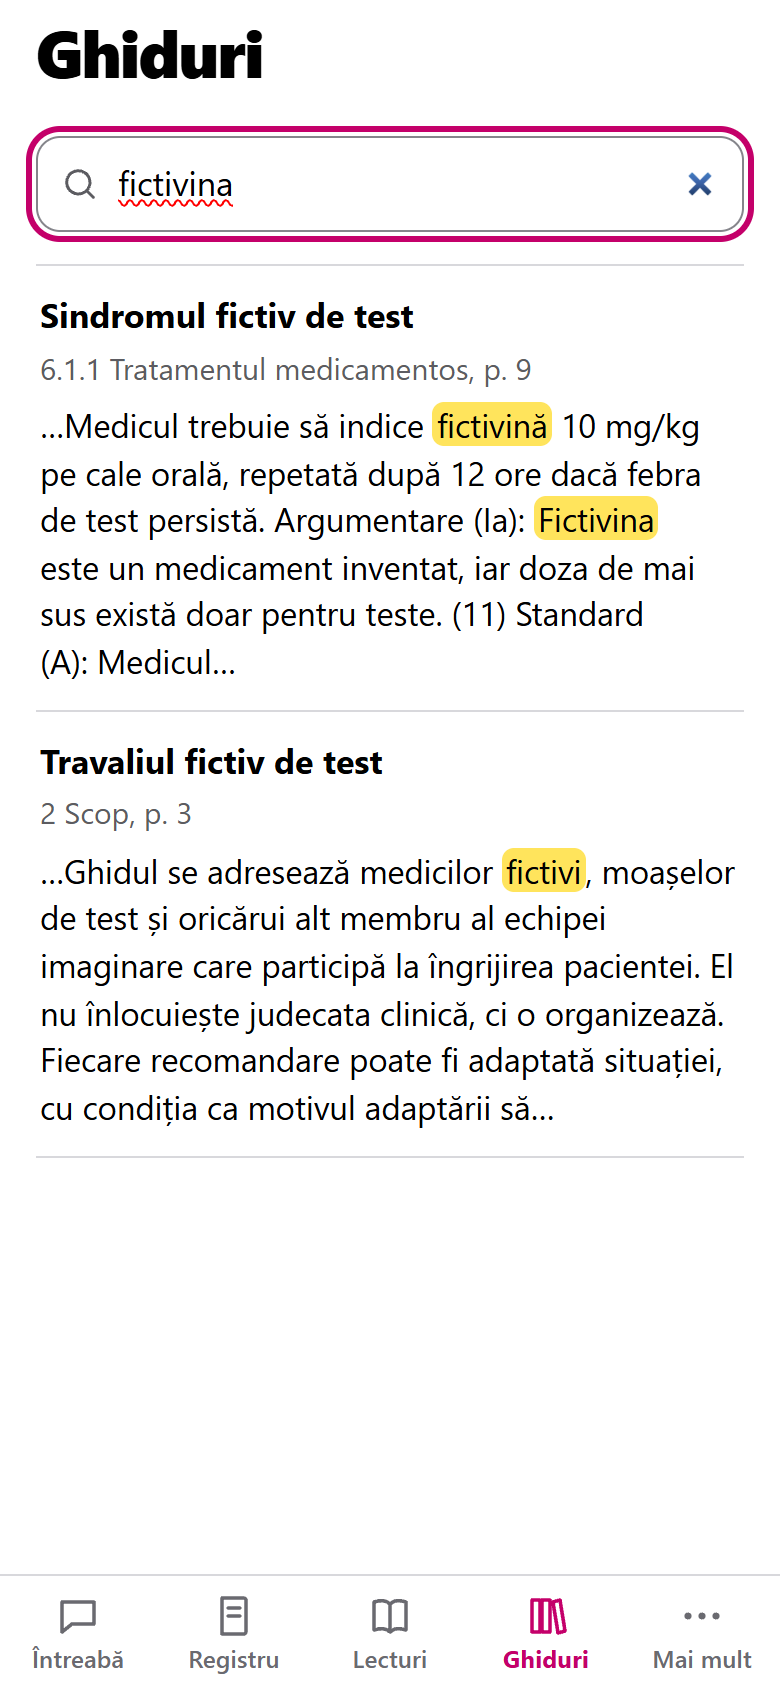 Ghiduri
fictivina
Sindromul fictiv de test
6.1.1 Tratamentul medicamentos, p. 9
…Medicul trebuie să indice fictivină 10 mg/kg
pe cale orală, repetată după 12 ore dacă febra
de test persistă. Argumentare (Ia): Fictivina
este un medicament inventat, iar doza de mai
sus există doar pentru teste. (11) Standard
(A): Medicul…
Travaliul fictiv de test
2 Scop, p. 3
…Ghidul se adresează medicilor fictivi, moașelor
de test și oricărui alt membru al echipei
imaginare care participă la îngrijirea pacientei. El
nu înlocuiește judecata clinică, ci o organizează.
Fiecare recomandare poate fi adaptată situației,
cu condiția ca motivul adaptării să…
Întreabă
Registru
Lecturi
Ghiduri
Mai mult